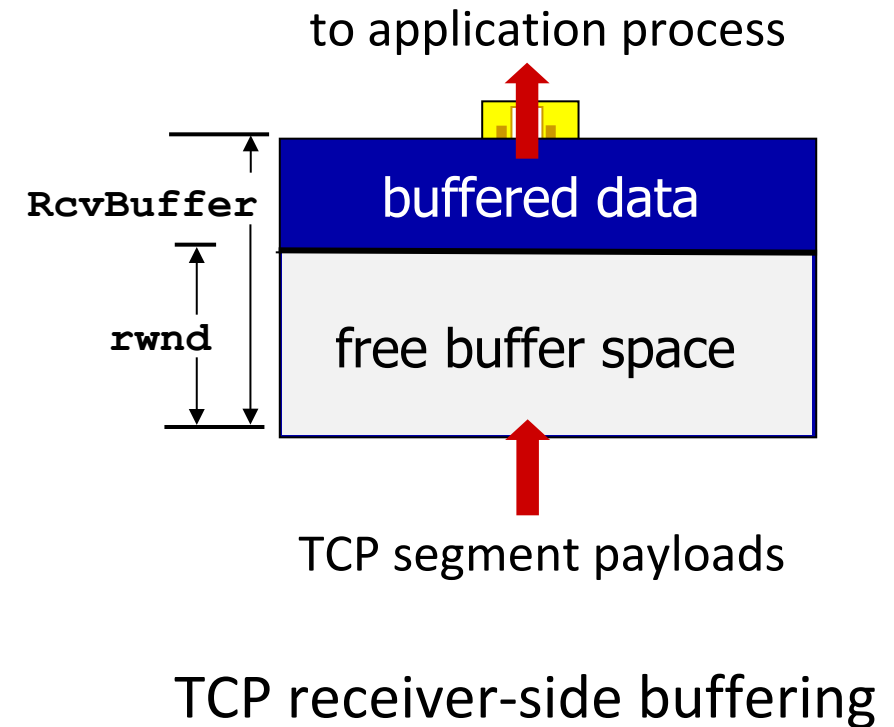 to application process
buffered data
RcvBuffer
rwnd
free buffer space
TCP segment payloads
TCP receiver-side buffering